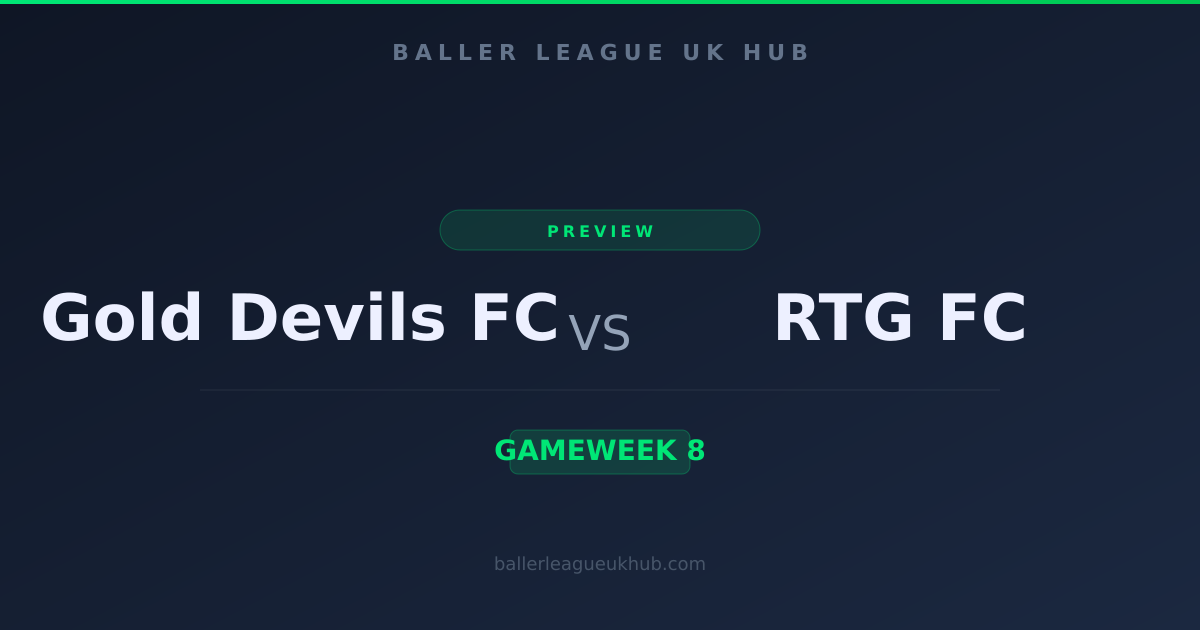 BALLER LEAGUE UK HUB
PREVIEW
Gold Devils FC VS RTG FC
GAMEWEEK 8
ballerleagueukhub.com